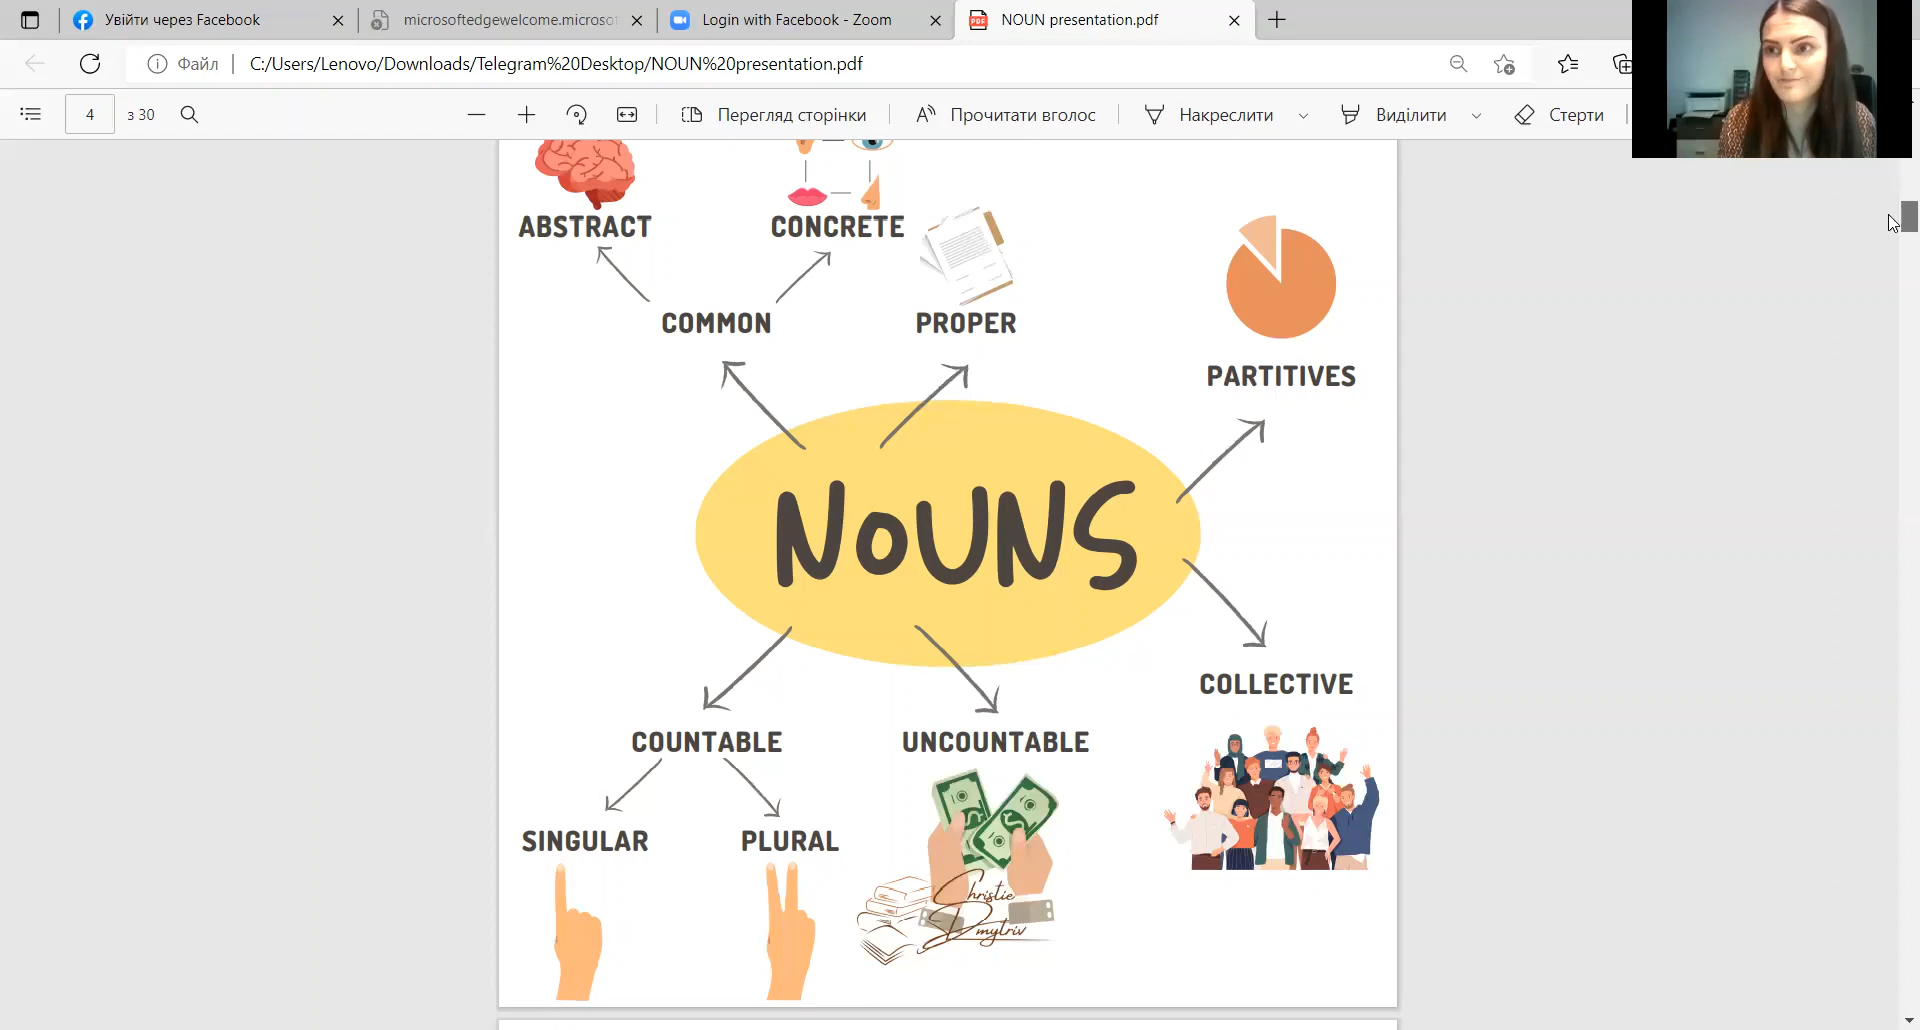 Увійти через Facebook
microsoftedgewelcome.microso
Login with Facebook - Zoom
NOUN presentation.pdf
Файл
C:/Users/Lenovo/Downloads/Telegram%20Desktop/NOUN%20presentation.pdf
4 з 30
Перегляд сторінки
Прочитати вголос
Накреслити
Виділити
Стерти
ABSTRACT
CONCRETE
COMMON
PROPER
PARTITIVES
NOUNS
COLLECTIVE
COUNTABLE
UNCOUNTABLE
SINGULAR
PLURAL
Christie
Dmytriv